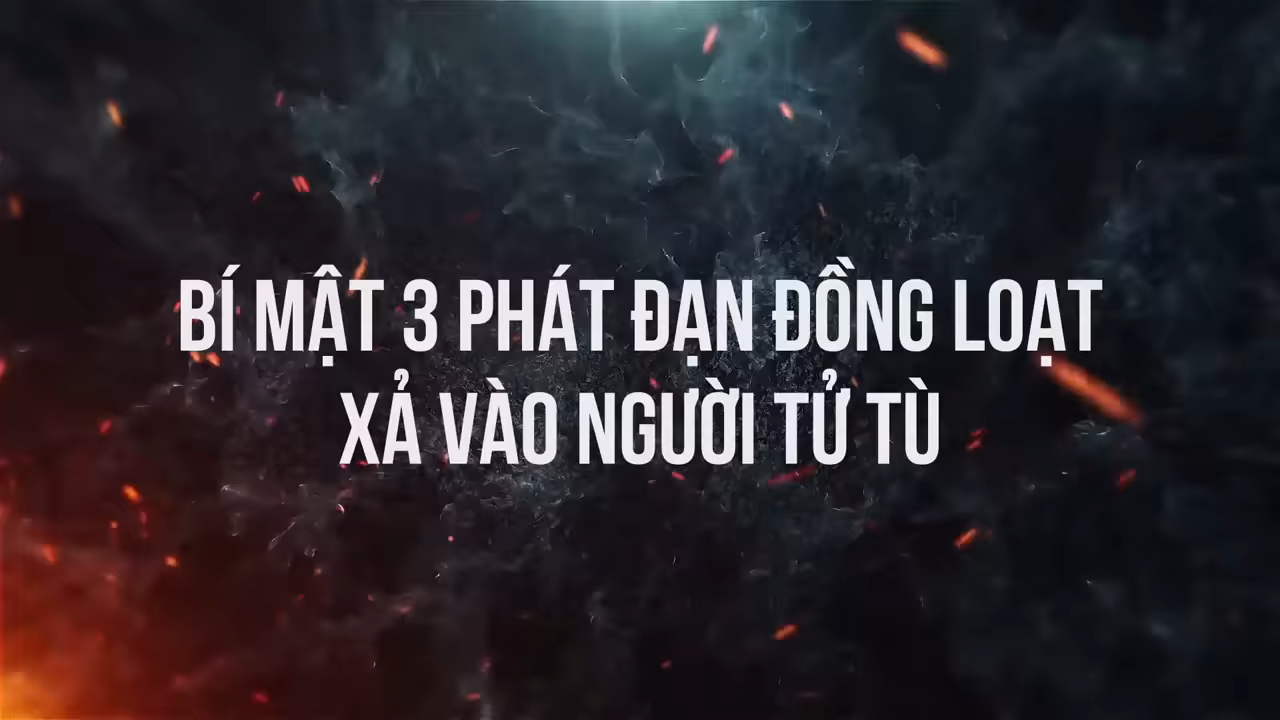 BÍ MẬT 3 PHÁT ĐẠN ĐỒNG LOẠT
XẢ VÀO NGƯỜI TỬ TÙ